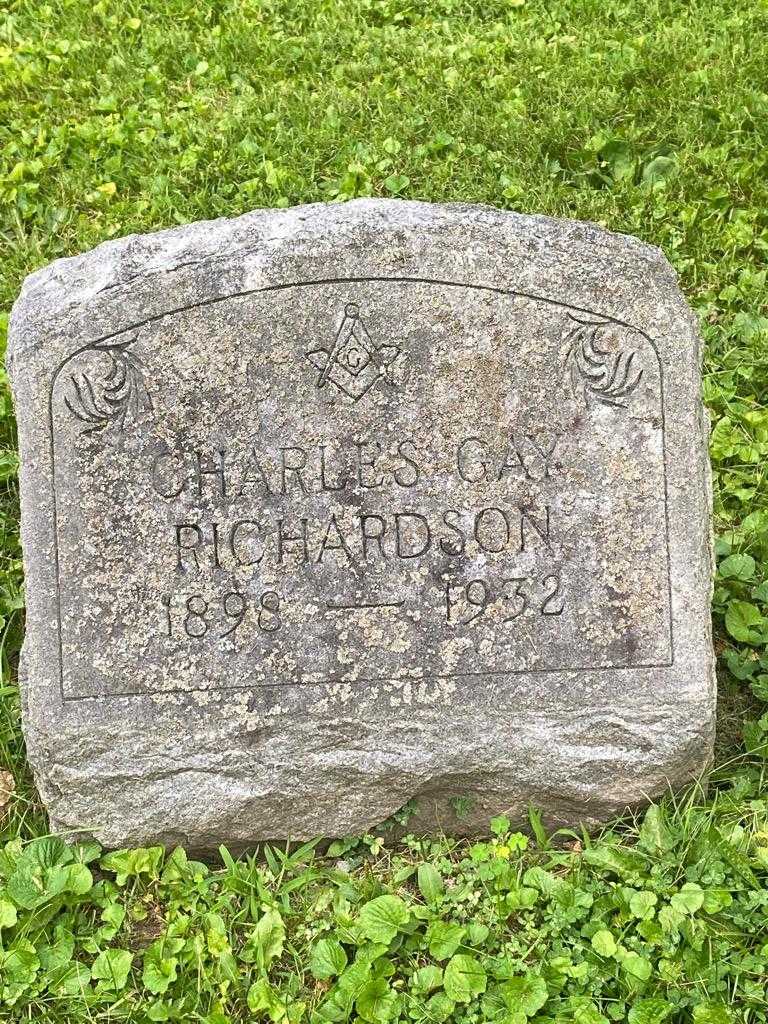 G
CHARLES GAY
RICHARDSON
1898 — 1932